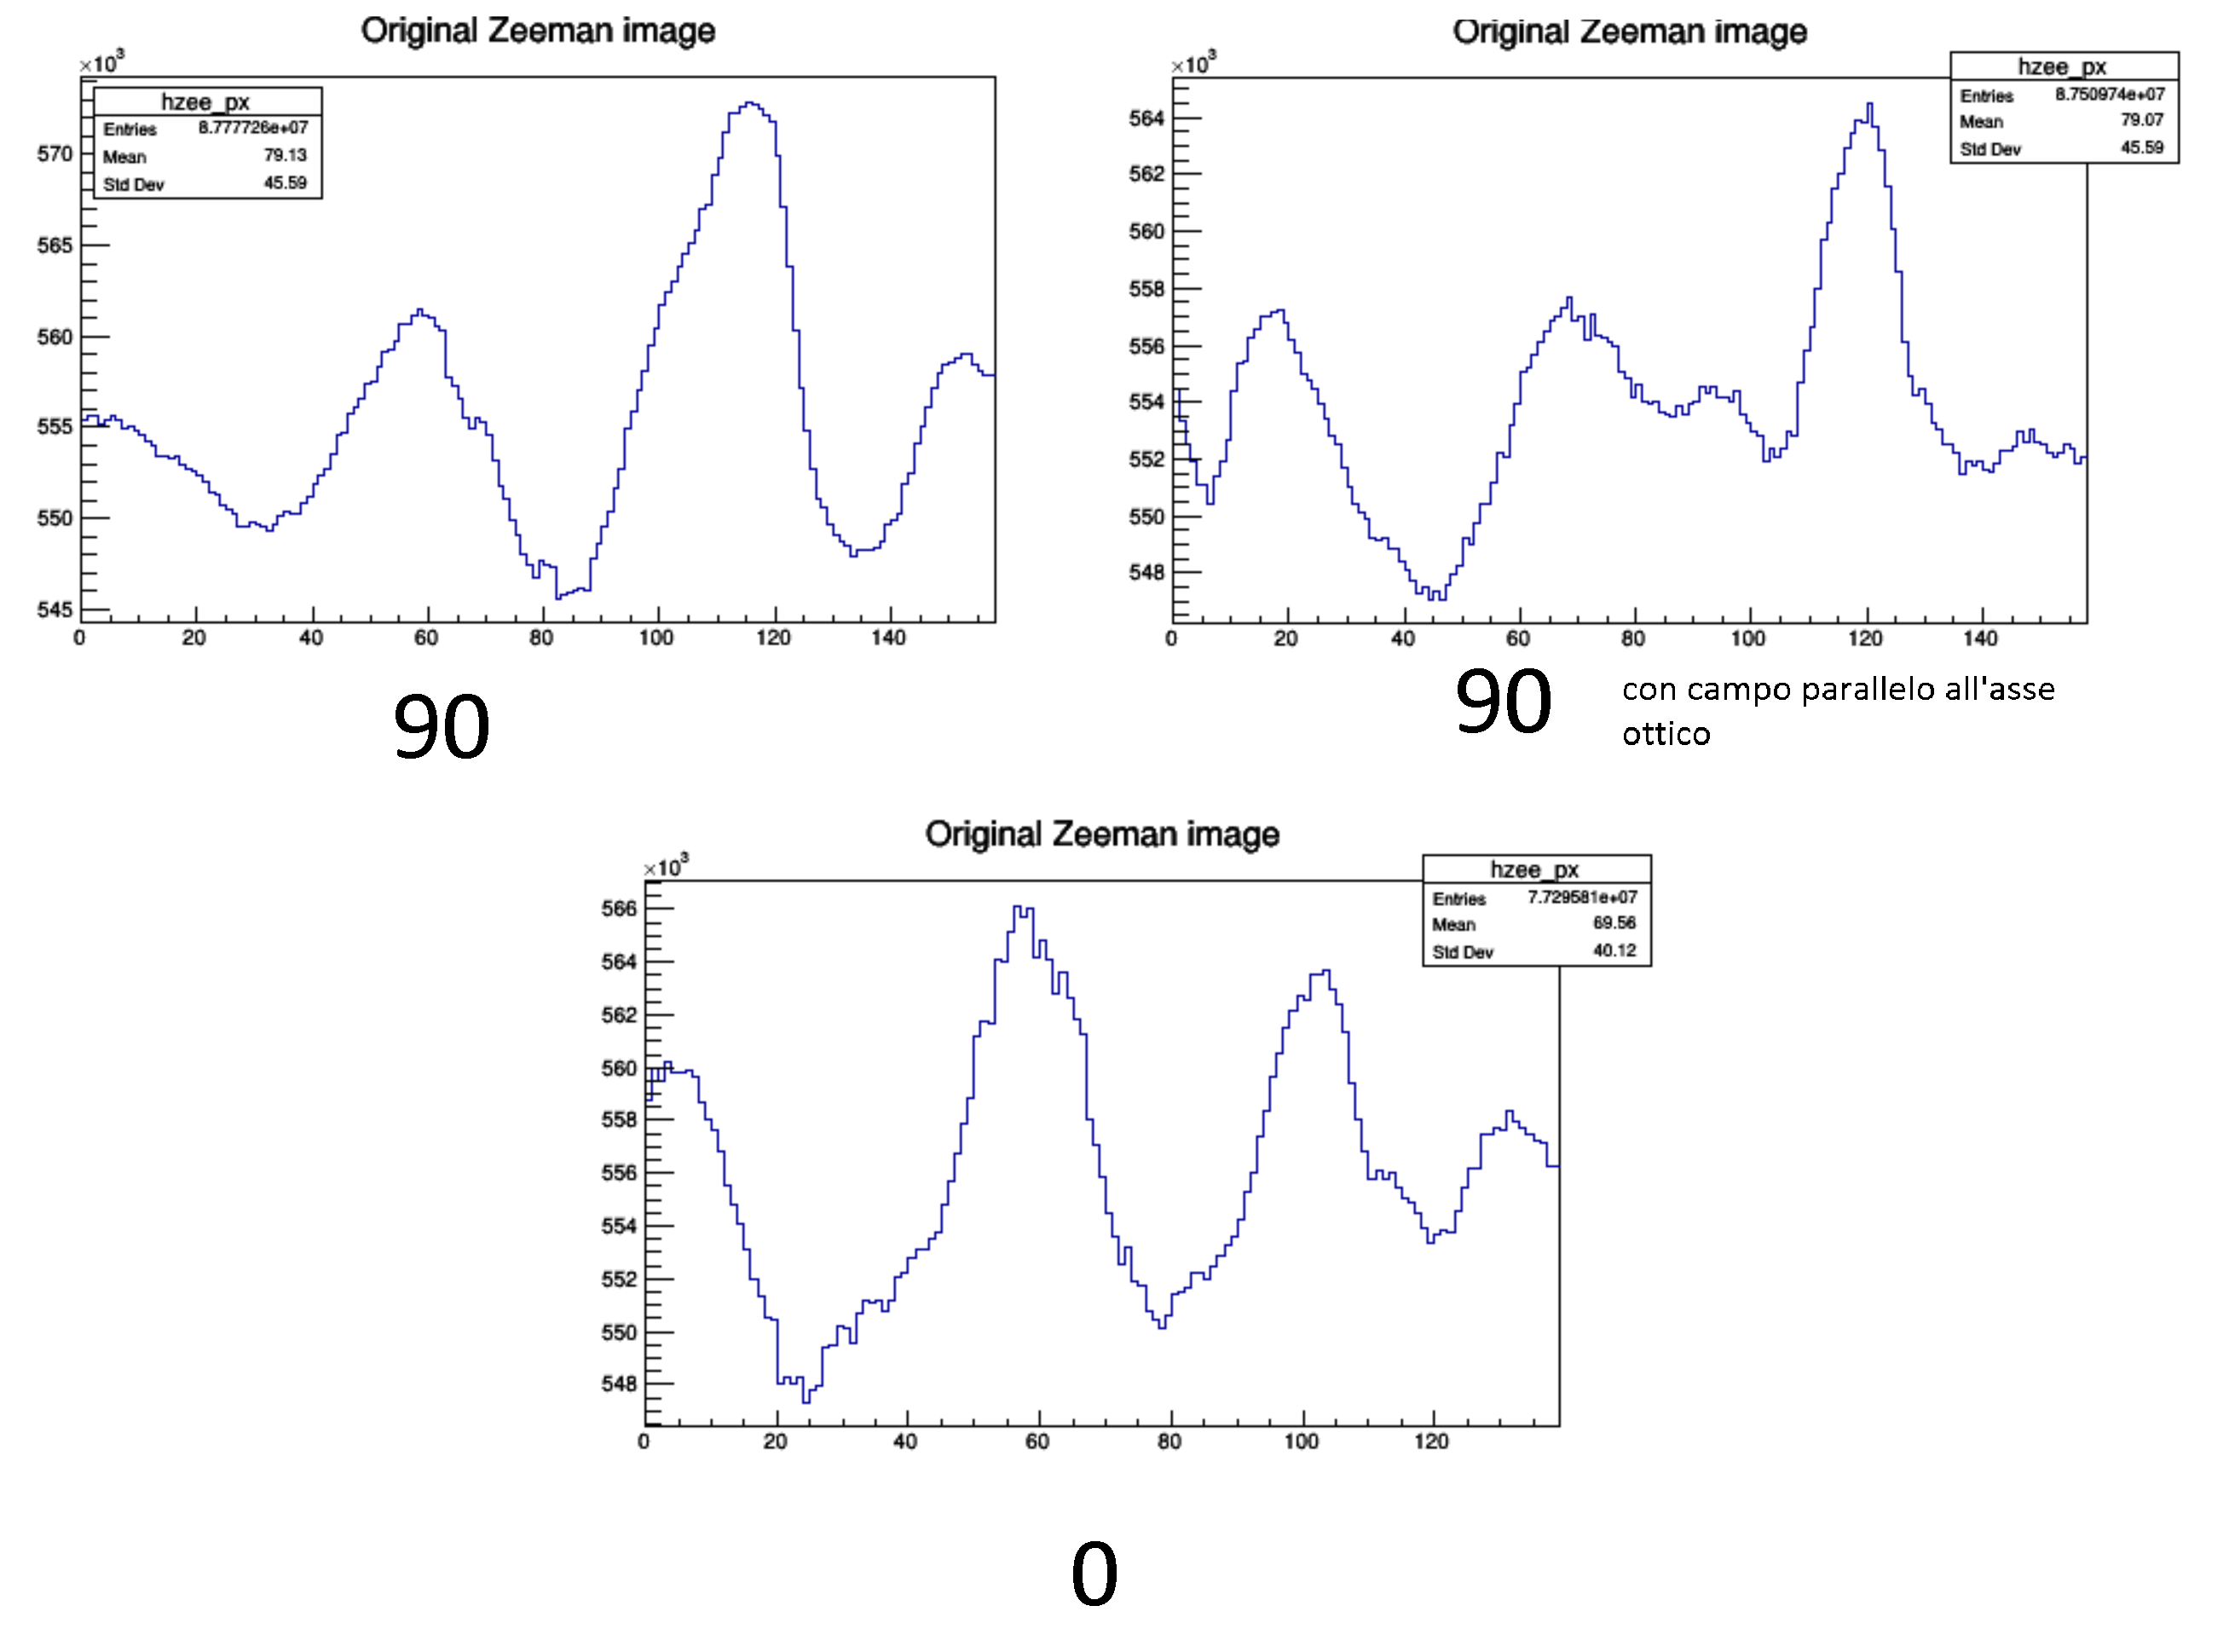 Original Zeeman image
×10³
hzee_px
Entries 8.777726e+07
Mean 79.13
Std Dev 45.59
570
565
560
555
550
545
0 20 40 60 80 100 120 140
90
Original Zeeman image
×10³
hzee_px
Entries 8.750974e+07
Mean 79.07
Std Dev 45.59
564
562
560
558
556
554
552
550
548
0 20 40 60 80 100 120 140
90
con campo parallelo all'asse
ottico
Original Zeeman image
×10³
hzee_px
Entries 7.729581e+07
Mean 69.56
Std Dev 40.12
566
564
562
560
558
556
554
552
550
548
0 20 40 60 80 100 120
0